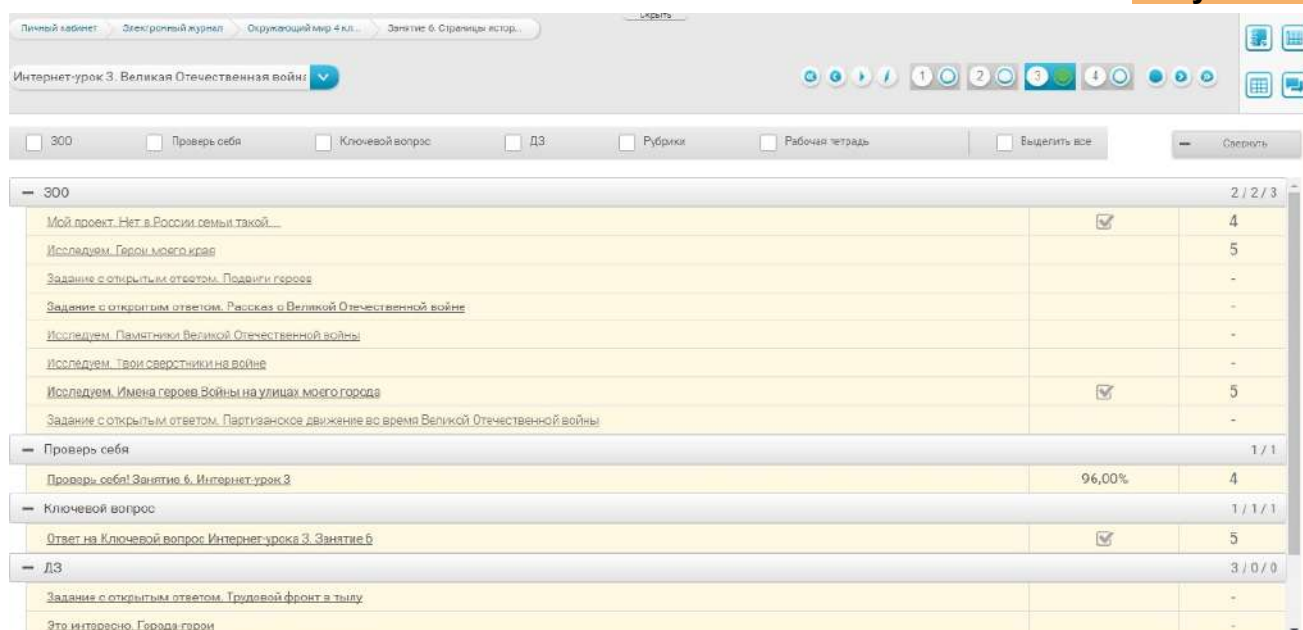 Скрыть
Личный кабинет Электронный журнал Окружающий мир 4 кл... Занятие 6. Страницы истор...
Интернет-урок 3. Великая Отечественная война
1 2 3 4
ЗОО Проверь себя Ключевой вопрос ДЗ Рубрики Рабочая тетрадь Выделить все Свернуть
ЗОО 2 / 2 / 3
Мой проект. Нет в России семьи такой... 4
Исследуем. Герои моего края 5
Задание с открытым ответом. Подвиги героев -
Задание с открытым ответом. Рассказ о Великой Отечественной войне -
Исследуем. Памятники Великой Отечественной войны -
Исследуем. Твои сверстники на войне -
Исследуем. Имена героев Войны на улицах моего города 5
Задание с открытым ответом. Партизанское движение во время Великой Отечественной войны -
Проверь себя 1 / 1
Проверь себя! Занятие 6. Интернет-урок 3 96,00% 4
Ключевой вопрос 1 / 1 / 1
Ответ на Ключевой вопрос Интернет-урока 3. Занятие 6 5
ДЗ 3 / 0 / 0
Задание с открытым ответом. Трудовой фронт в тылу -
Это интересно. Города-герои -